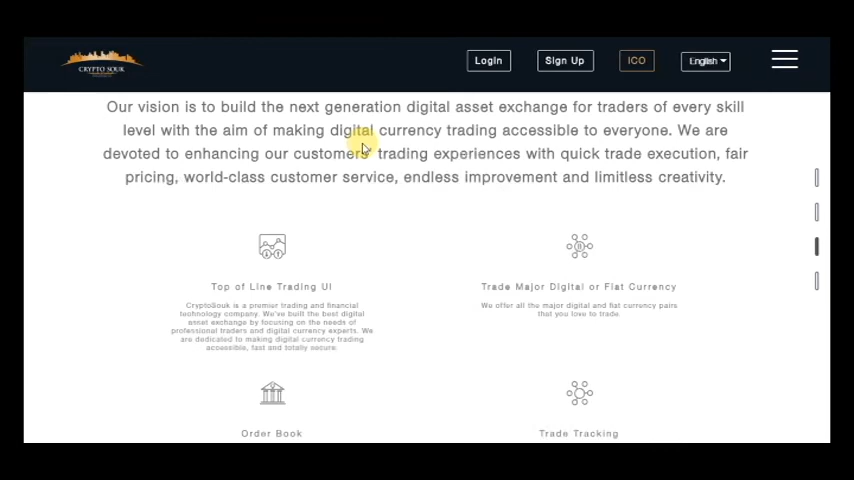 CRYPTO SOUK
Login
Sign Up
ICO
English
Our vision is to build the next generation digital asset exchange for traders of every skill
level with the aim of making digital currency trading accessible to everyone. We are
devoted to enhancing our customers' trading experiences with quick trade execution, fair
pricing, world-class customer service, endless improvement and limitless creativity.
Top of Line Trading UI
CryptoSouk is a premier trading and financial
technology company. We've built the best digital
asset exchange by focusing on the needs of
professional traders and digital currency experts. We
are dedicated to making digital currency trading
accessible, fast and totally secure.
Trade Major Digital or Fiat Currency
We offer all the major digital and fiat currency pairs
that you love to trade
Order Book
Trade Tracking